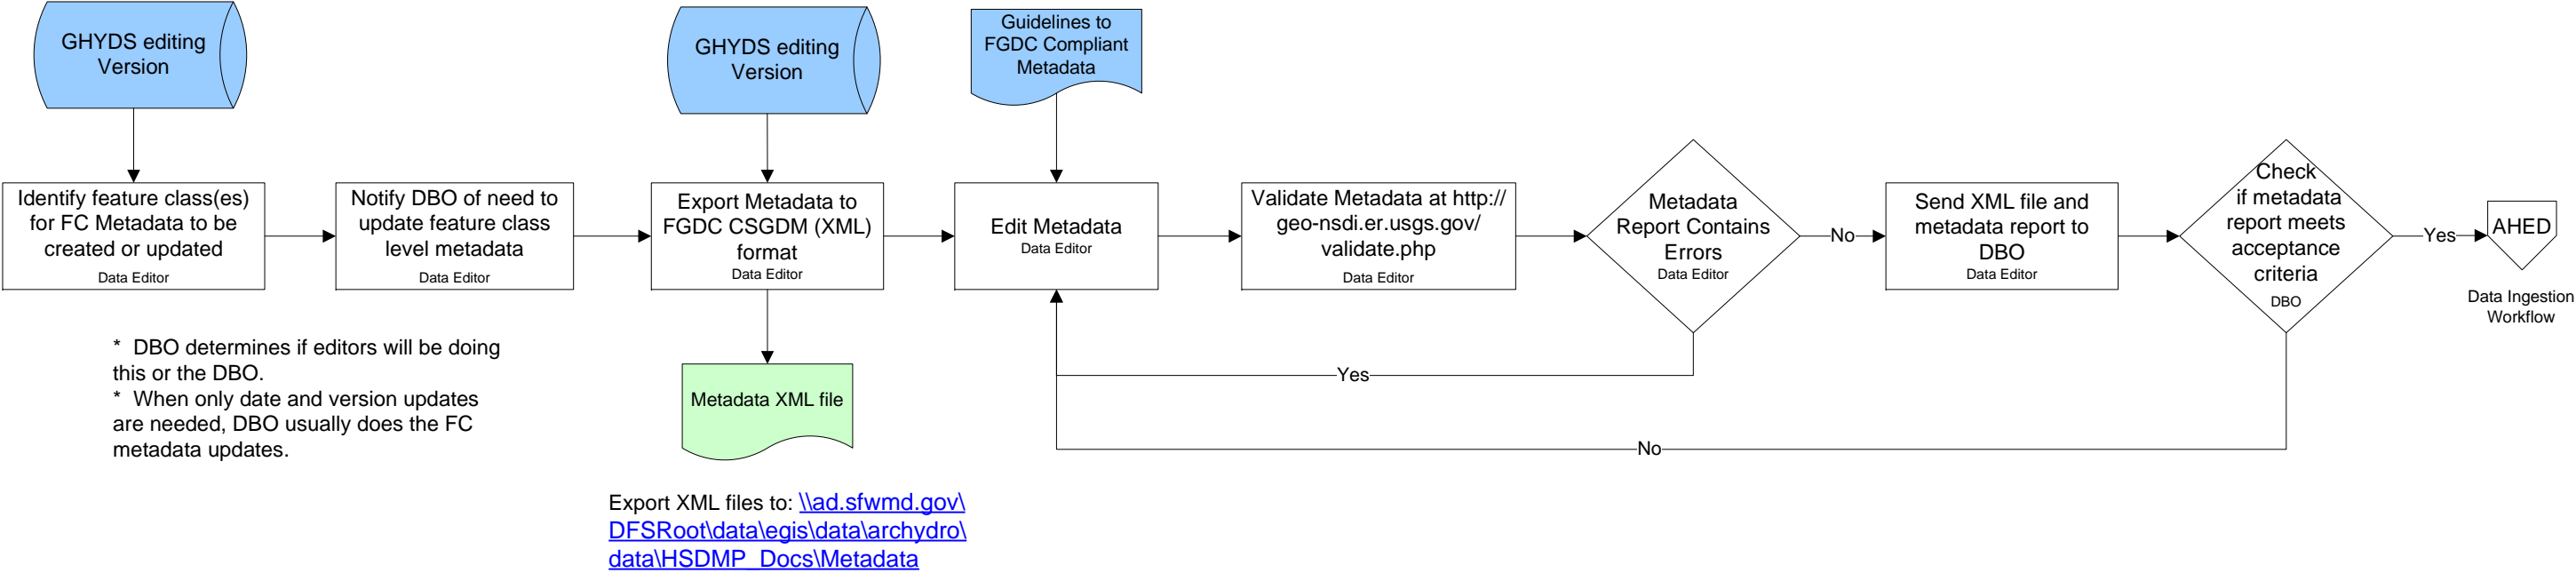 GHYDS editing
Version
GHYDS editing
Version
Guidelines to
FGDC Compliant
Metadata
Identify feature class(es)
for FC Metadata to be
created or updated
Data Editor
Notify DBO of need to
update feature class
level metadata
Data Editor
Export Metadata to
FGDC CSGDM (XML)
format
Data Editor
Edit Metadata
Data Editor
Validate Metadata at http://
geo-nsdi.er.usgs.gov/
validate.php
Data Editor
Metadata
Report Contains
Errors
Data Editor
No
Send XML file and
metadata report to
DBO
Data Editor
Check
if metadata
report meets
acceptance
criteria
DBO
Yes
AHED
Data Ingestion
Workflow
* DBO determines if editors will be doing
this or the DBO.
* When only date and version updates
are needed, DBO usually does the FC
metadata updates.
Metadata XML file
Yes
No
Export XML files to: \\ad.sfwmd.gov\
DFSRoot\data\egis\data\archydro\
data\HSDMP_Docs\Metadata